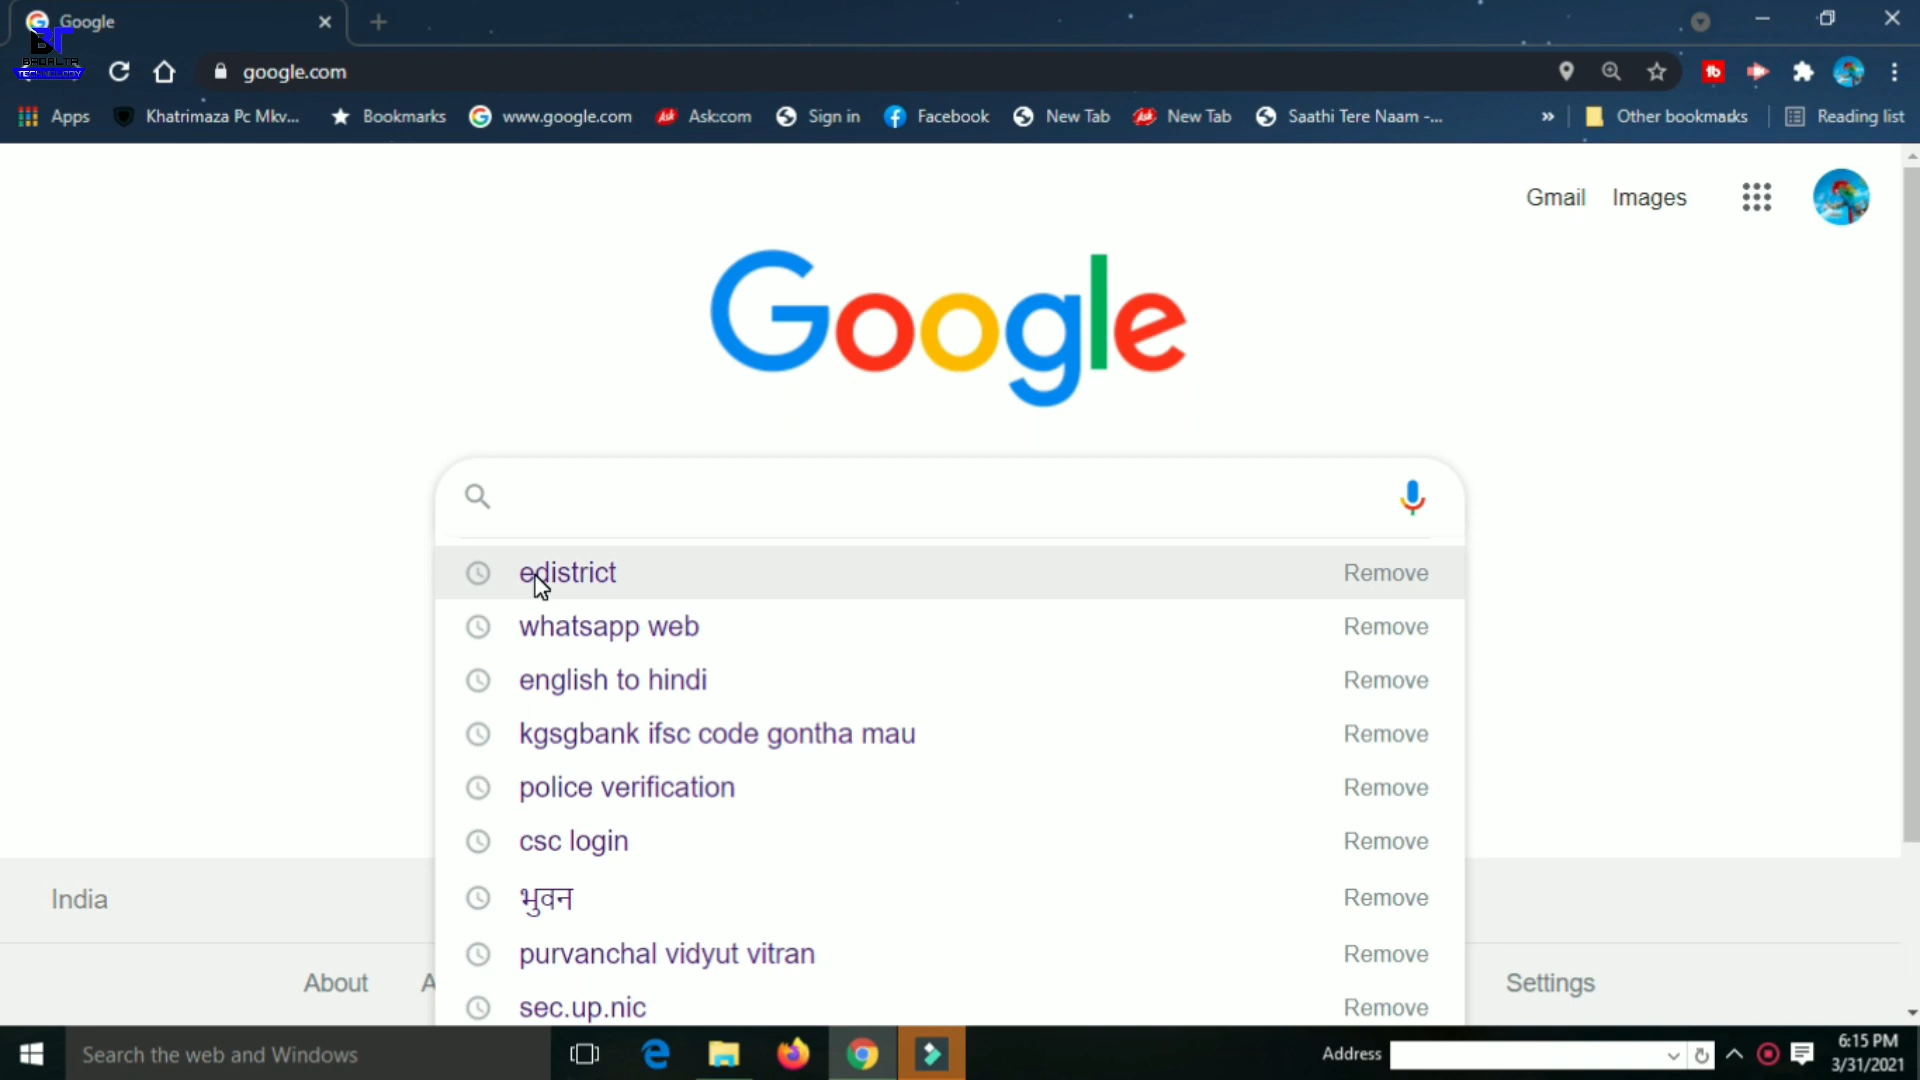 Google
BT
BADALTA
TECHNOLOGY
google.com
Apps
Khatrimaza Pc Mkv...
Bookmarks
www.google.com
Ask.com
Sign in
Facebook
New Tab
New Tab
Saathi Tere Naam -...
»
Other bookmarks
Reading list
Gmail
Images
Google
edistrict
Remove
whatsapp web
Remove
english to hindi
Remove
kgsgbank ifsc code gontha mau
Remove
police verification
Remove
csc login
Remove
भुवन
Remove
purvanchal vidyut vitran
Remove
sec.up.nic
Remove
India
About
A
Settings
Search the web and Windows
Address
6:15 PM
3/31/2021